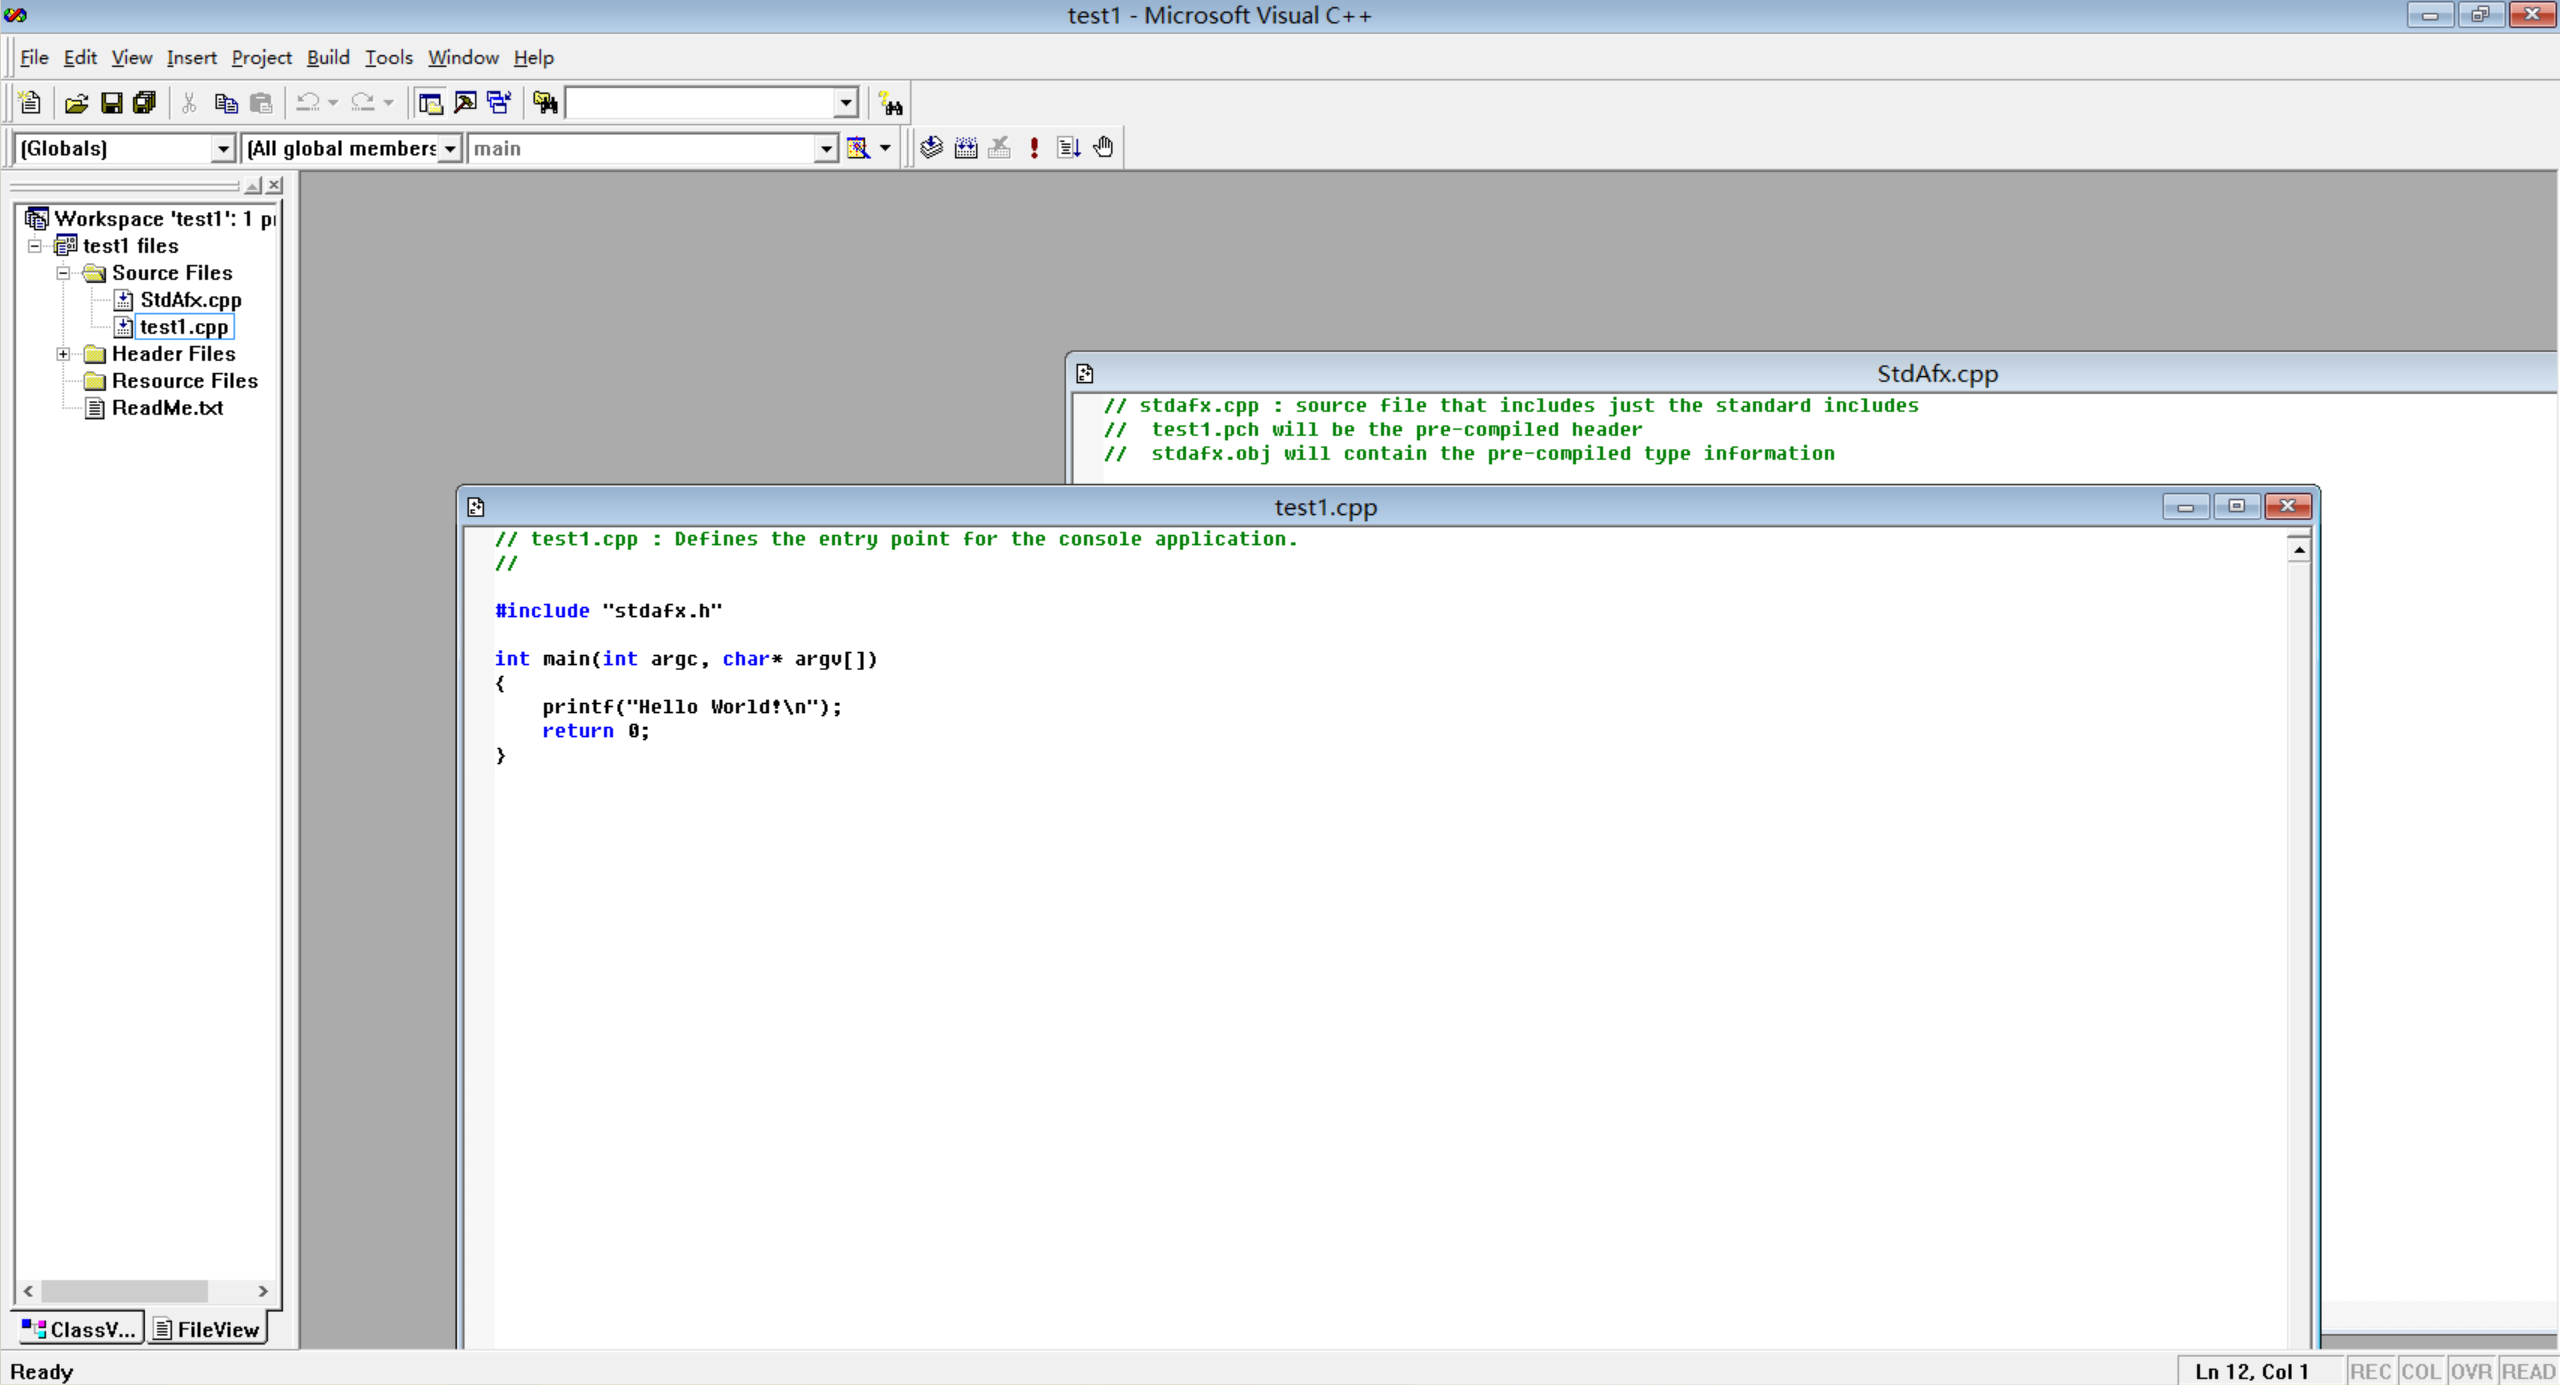 test1 - Microsoft Visual C++
File Edit View Insert Project Build Tools Window Help
(Globals) (All global members main
Workspace 'test1': 1 pr
test1 files
Source Files
StdAfx.cpp
test1.cpp
Header Files
Resource Files
ReadMe.txt
ClassV... FileView
StdAfx.cpp
// stdafx.cpp : source file that includes just the standard includes
//  test1.pch will be the pre-compiled header
//  stdafx.obj will contain the pre-compiled type information
test1.cpp
// test1.cpp : Defines the entry point for the console application.
//
#include "stdafx.h"
int main(int argc, char* argv[])
{
    printf("Hello World!\n");
    return 0;
}
Ready
Ln 12, Col 1 REC COL OVR READ